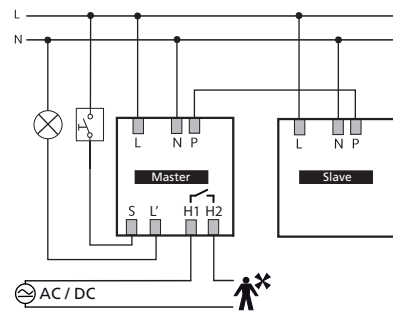 L
N
L N P
L N P
Master
Slave
S L' H1 H2
AC / DC